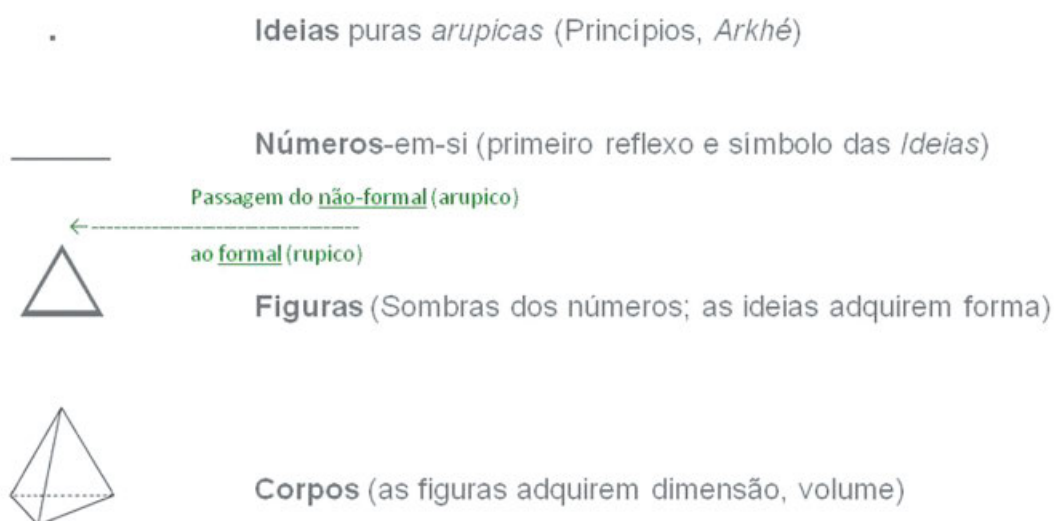 Ideias puras arupicas (Princípios, Arkhé)
Números-em-si (primeiro reflexo e símbolo das Ideias)
Passagem do não-formal (arupico)
ao formal (rupico)
Figuras (Sombras dos números; as ideias adquirem forma)
Corpos (as figuras adquirem dimensão, volume)